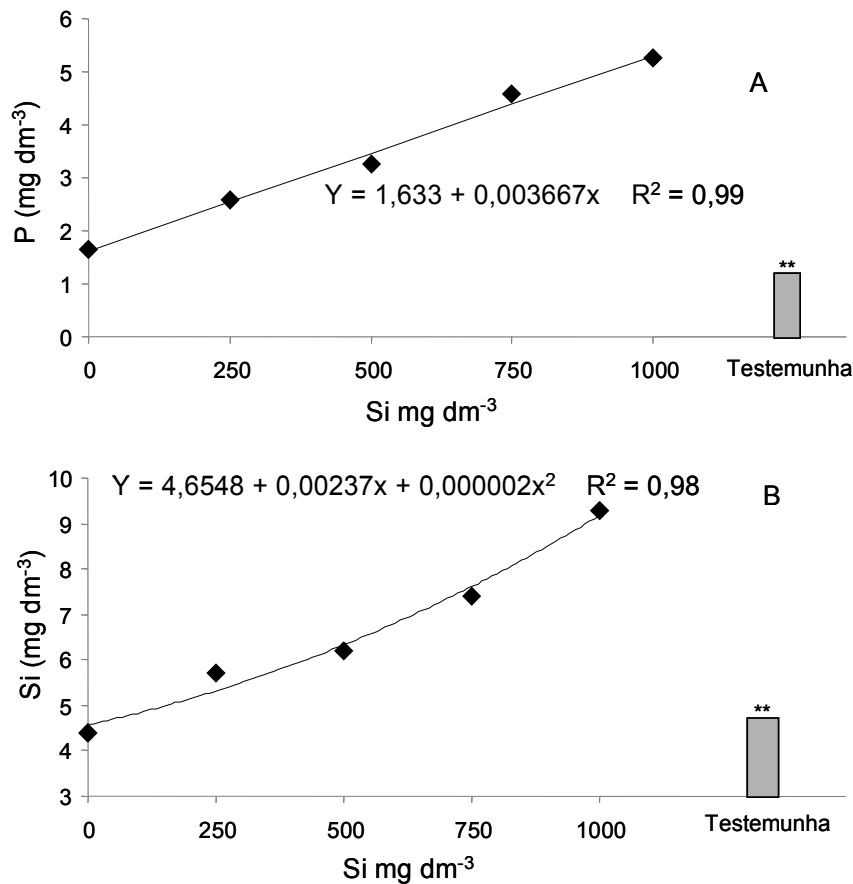 6
5
4
3
2
1
0
P (mg dm-3)
A
Y = 1,633 + 0,003667x R2 = 0,99
**
0 250 500 750 1000 Testemunha
Si mg dm-3
Y = 4,6548 + 0,00237x + 0,000002x2 R2 = 0,98
B
10
9
8
7
6
5
4
3
Si (mg dm-3)
**
0 250 500 750 1000 Testemunha
Si mg dm-3